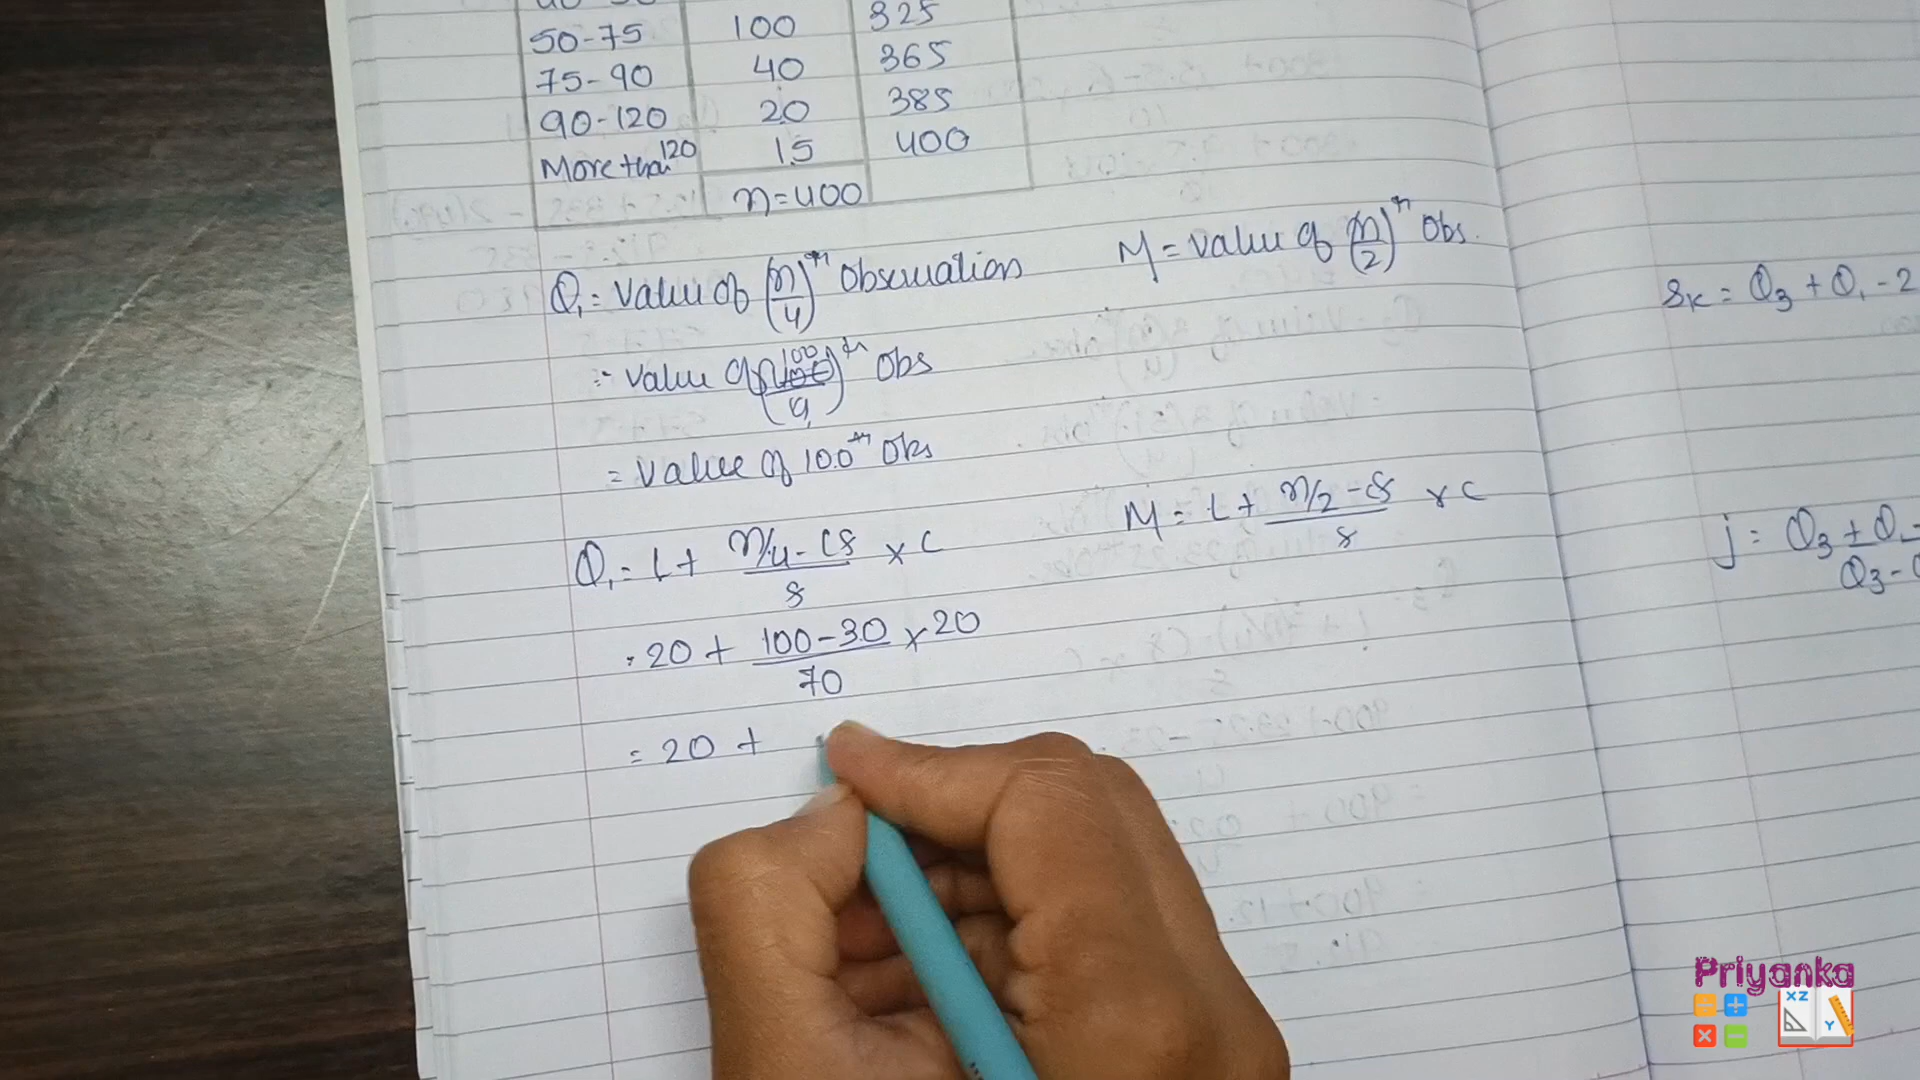 50-75 100 325
75-90 40 365
90-120 20 385
More than 120 15 400
n=400
Q₁ = Value of (n/4)th Observation
= Value of (400/4)th Obs 100
= Value of 100th Obs
Q₁ = l + n/4 - cf / f × c
= 20 + 100-30 / 70 × 20
= 20 +
M = Value of (n/2)th Obs.
M = l + n/2 - cf / f × c
Sk = Q₃ + Q₁ - 2
j = Q₃ + Q₁ - / Q₃ -
Priyanka
XZ
Y